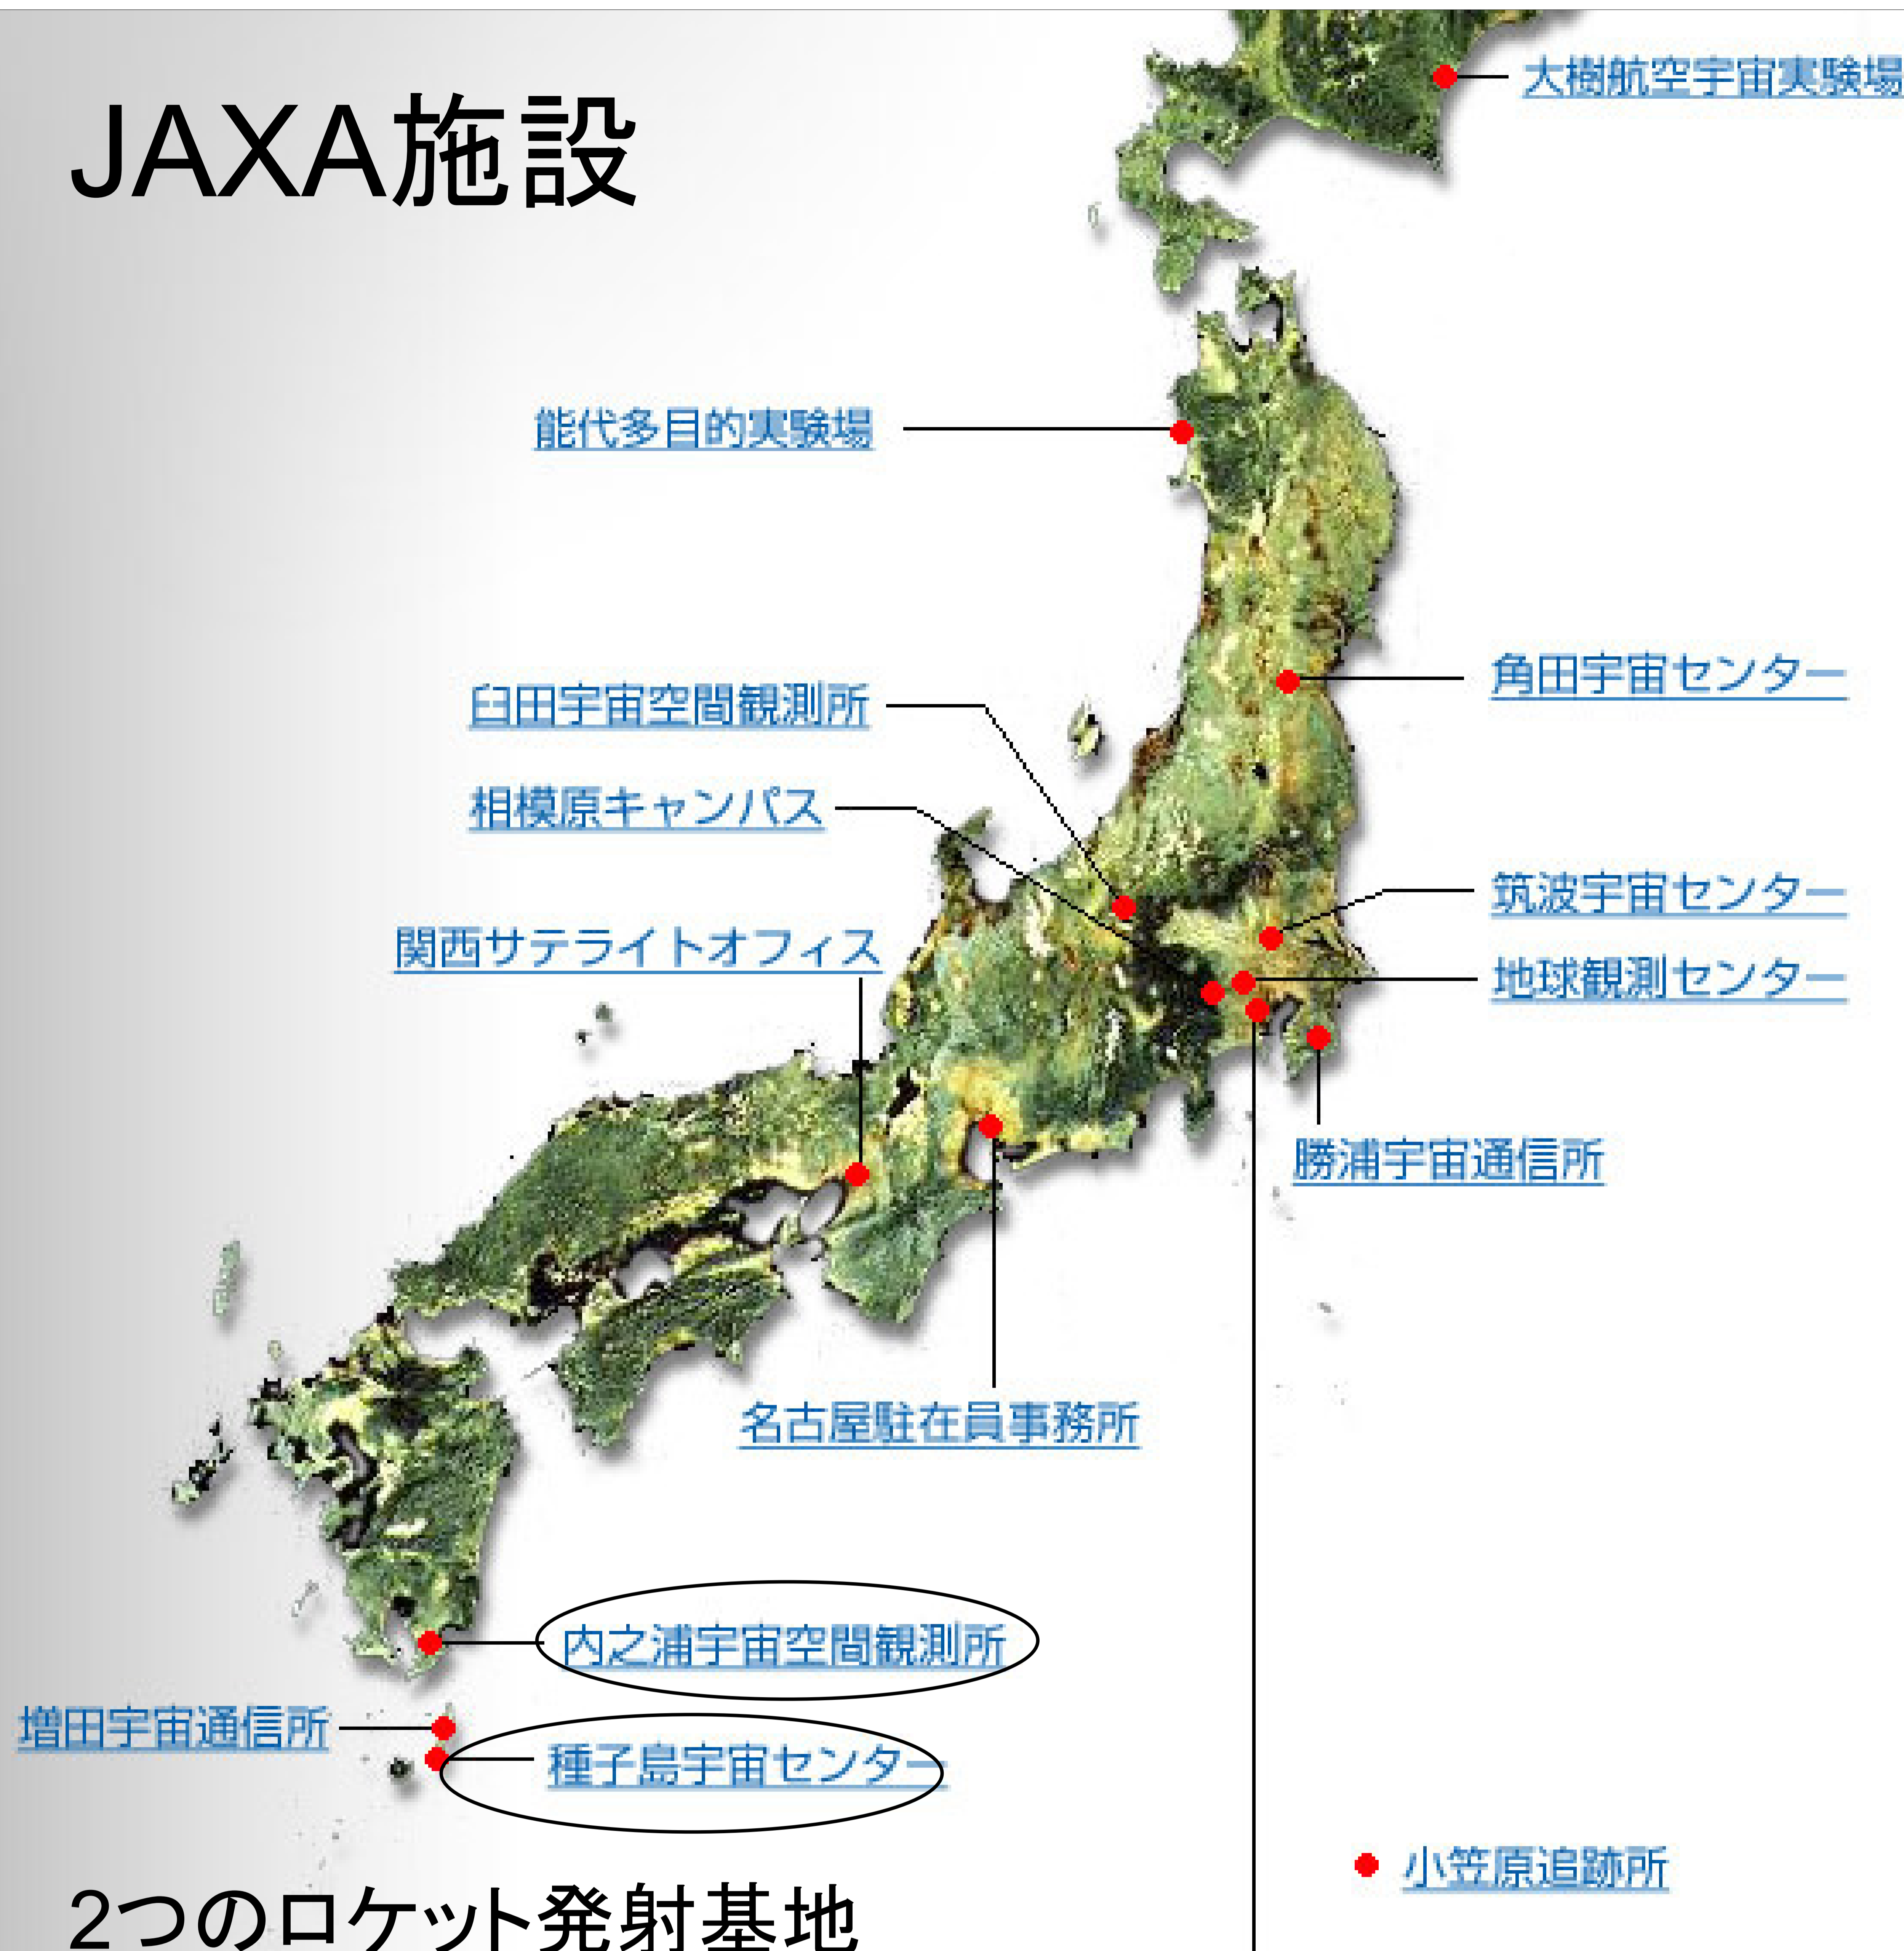 JAXA施設
大樹航空宇宙実験場
能代多目的実験場
角田宇宙センター
臼田宇宙空間観測所
相模原キャンパス
筑波宇宙センター
関西サテライトオフィス
地球観測センター
勝浦宇宙通信所
名古屋駐在員事務所
内之浦宇宙空間観測所
増田宇宙通信所
種子島宇宙センター
小笠原追跡所
2つのロケット発射基地